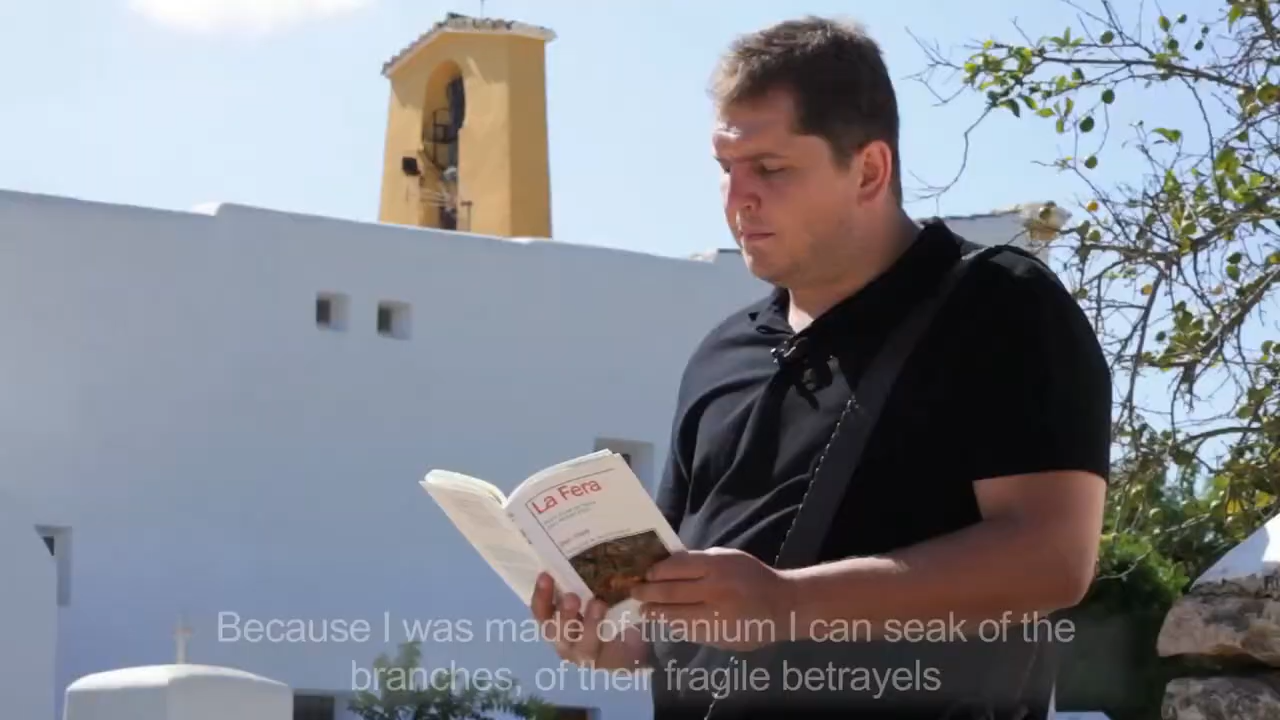 La Fera
Because I was made of titanium I can seak of the
branches, of their fragile betrayels